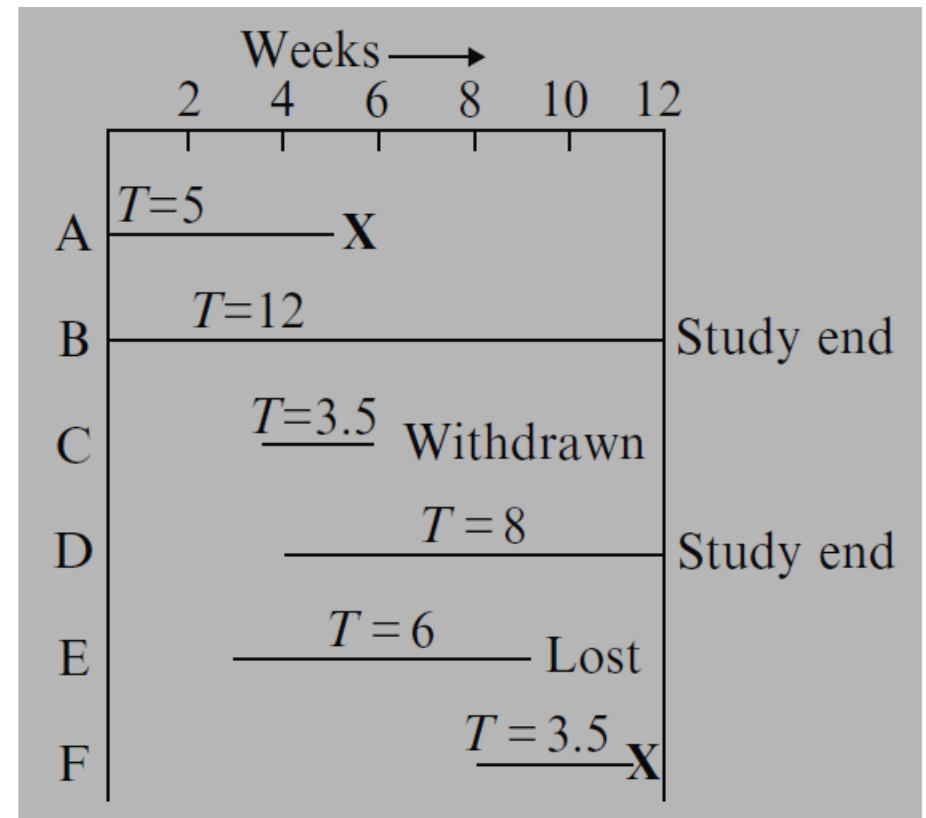 Weeks
2 4 6 8 10 12
T=5
A X
T=12
B Study end
T=3.5
C Withdrawn
T = 8
D Study end
T = 6
E Lost
T = 3.5
F X